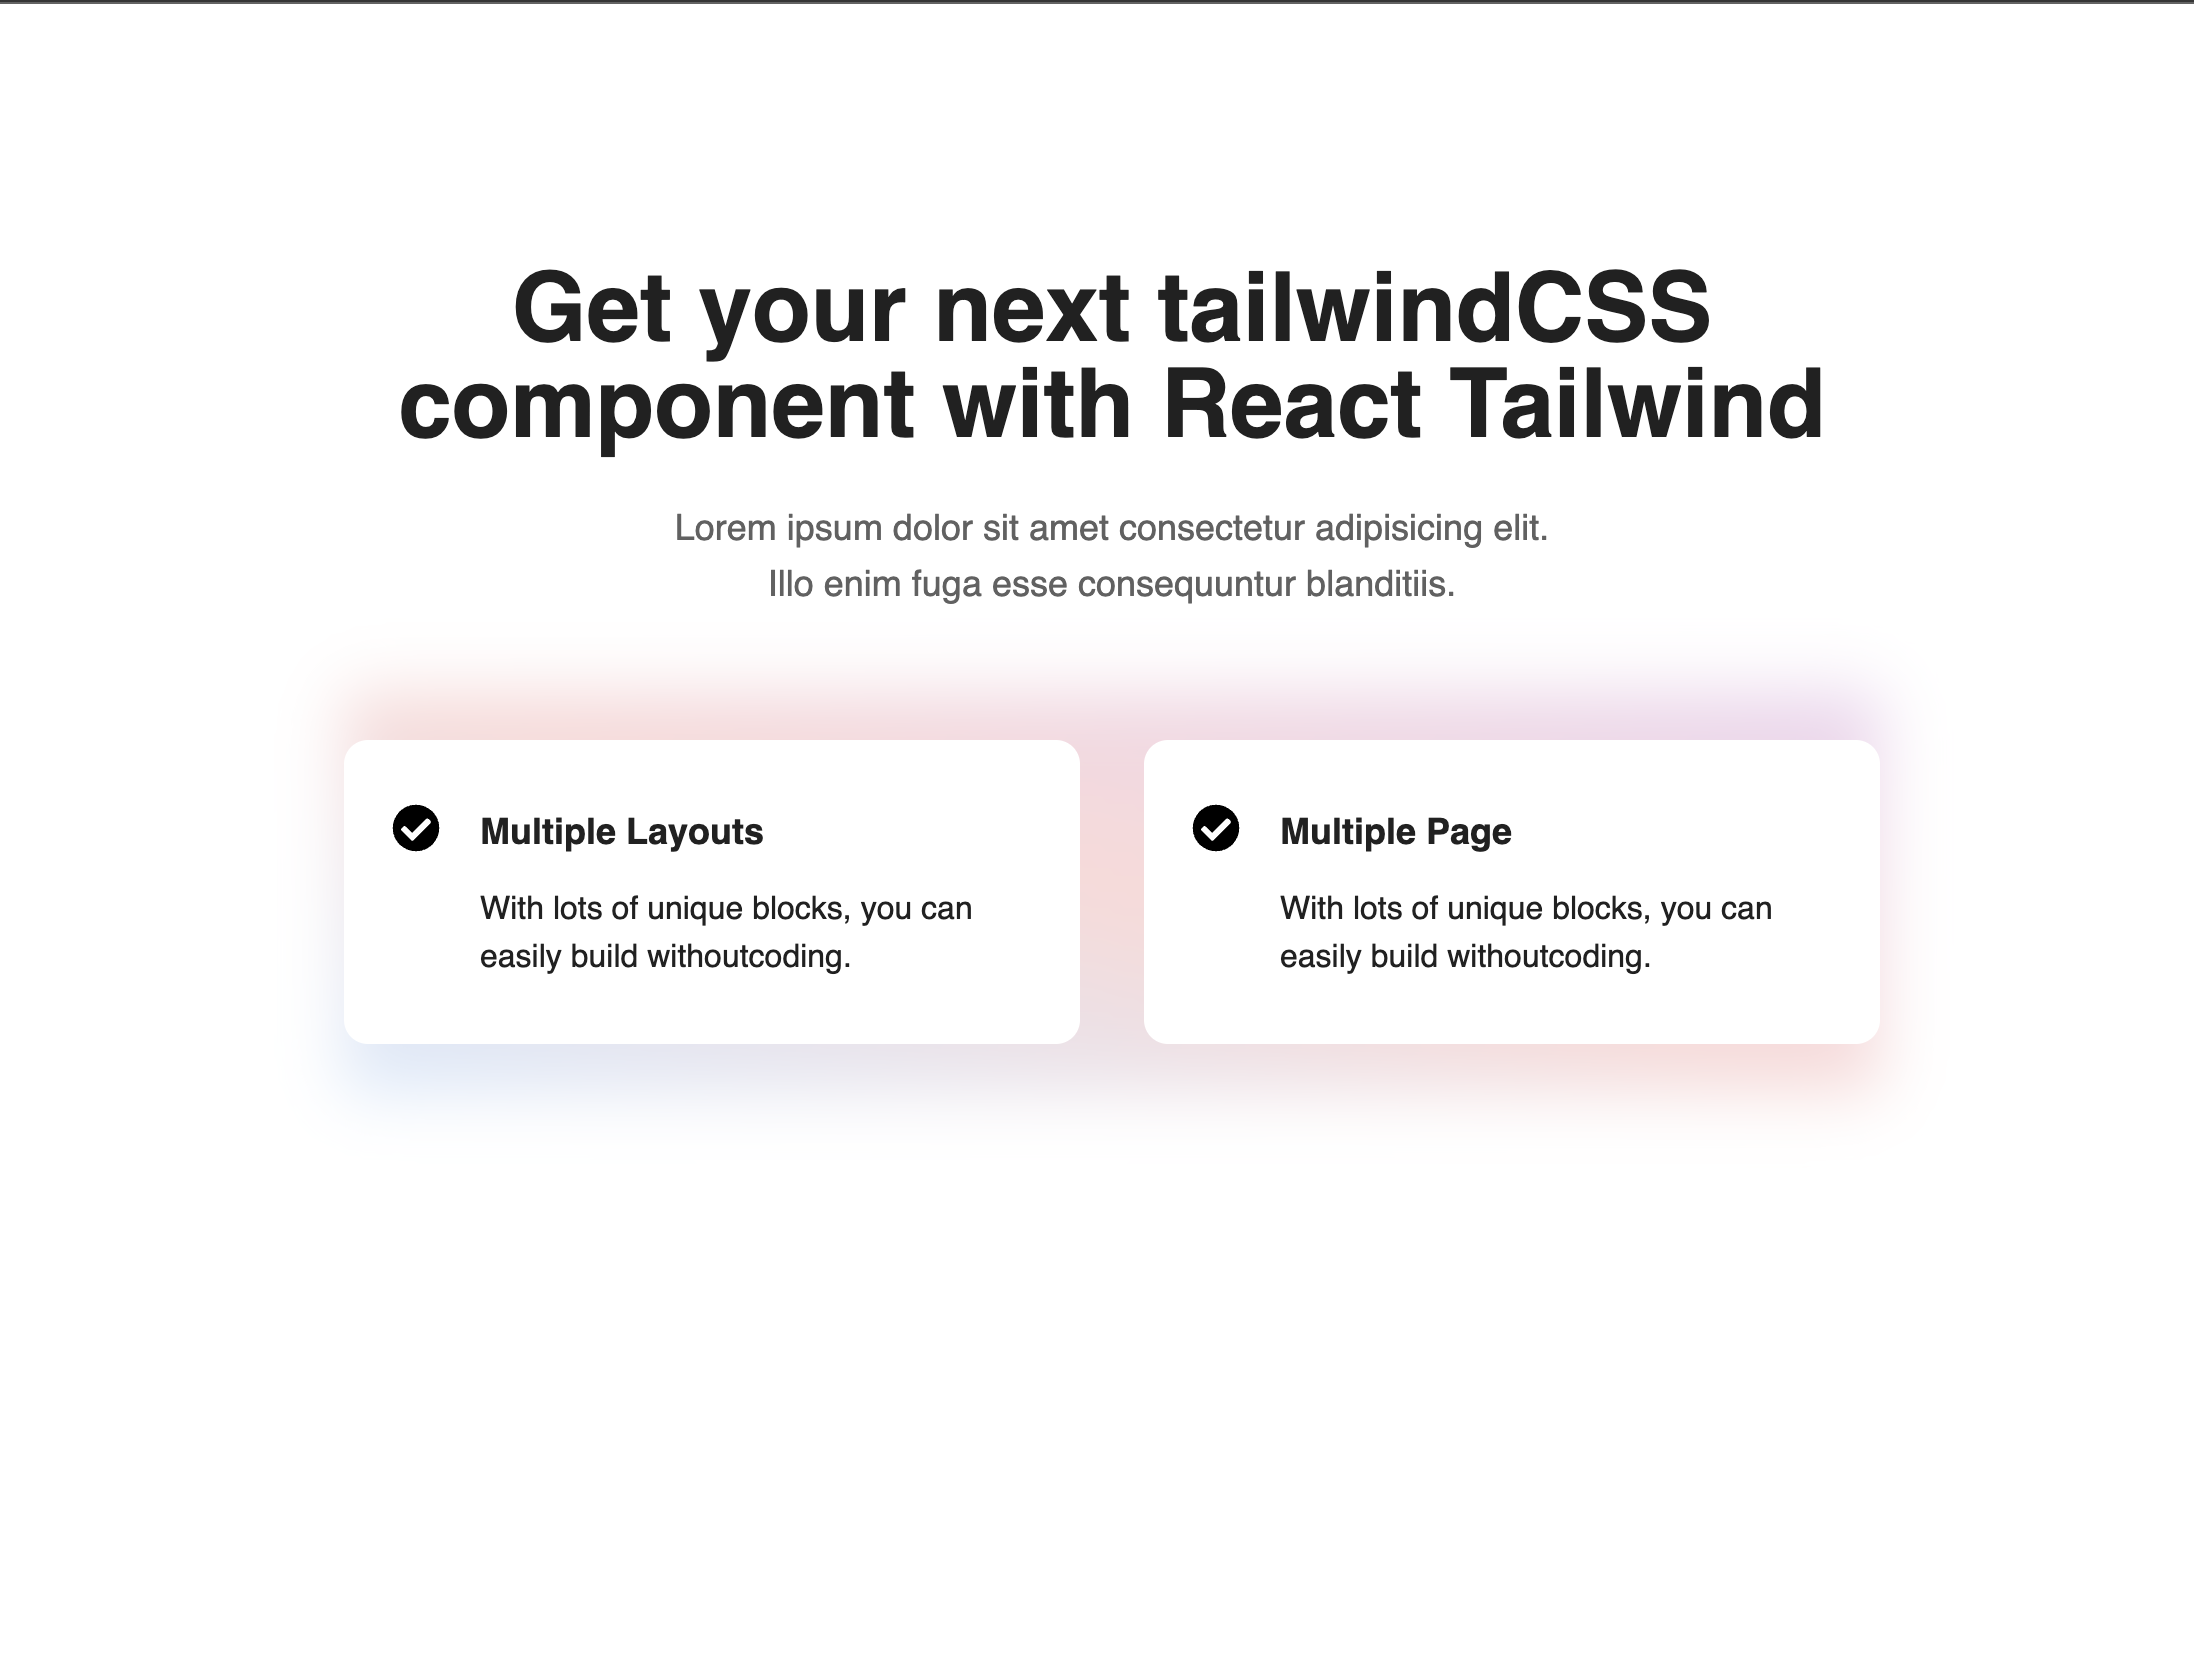 Get your next tailwindCSS
component with React Tailwind
Lorem ipsum dolor sit amet consectetur adipisicing elit.
Illo enim fuga esse consequuntur blanditiis.
Multiple Layouts
With lots of unique blocks, you can
easily build withoutcoding.
Multiple Page
With lots of unique blocks, you can
easily build withoutcoding.